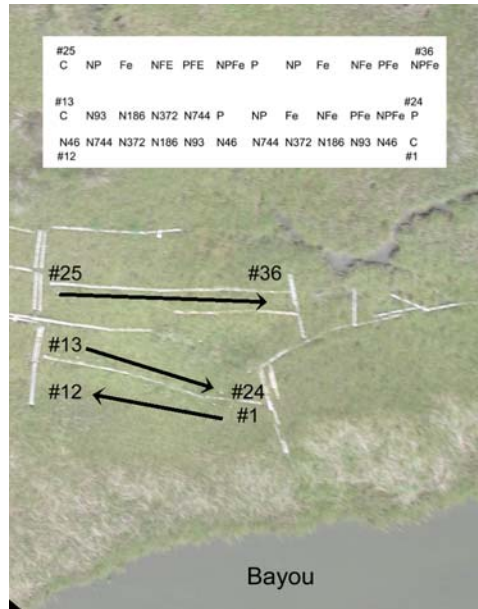 #25 #36
C NP Fe NFE PFE NPFe P NP Fe NFe PFe NPFe
#13 #24
C N93 N186 N372 N744 P NP Fe NFe PFe NPFe P
N46 N744 N372 N186 N93 N46 N744 N372 N186 N93 N46 C
#12 #1
#25 #36
#13
#12 #24
#1
Bayou